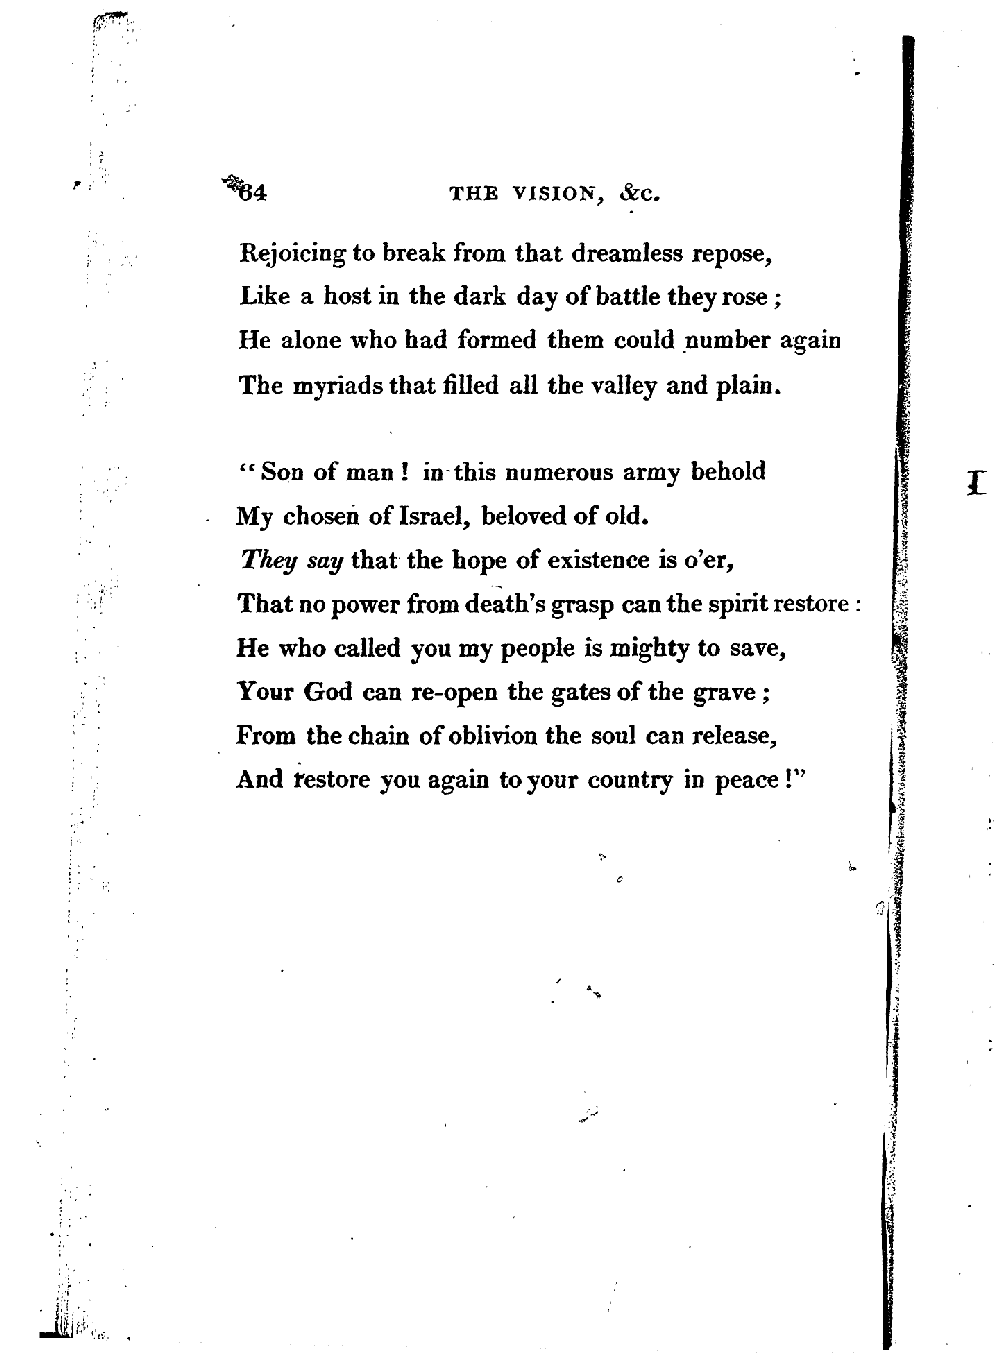 64 THE VISION, &c.
Rejoicing to break from that dreamless repose,
Like a host in the dark day of battle they rose ;
He alone who had formed them could number again
The myriads that filled all the valley and plain.
“ Son of man ! in this numerous army behold
My chosen of Israel, beloved of old.
They say that the hope of existence is o’er,
That no power from death’s grasp can the spirit restore :
He who called you my people is mighty to save,
Your God can re-open the gates of the grave ;
From the chain of oblivion the soul can release,
And restore you again to your country in peace !”
I